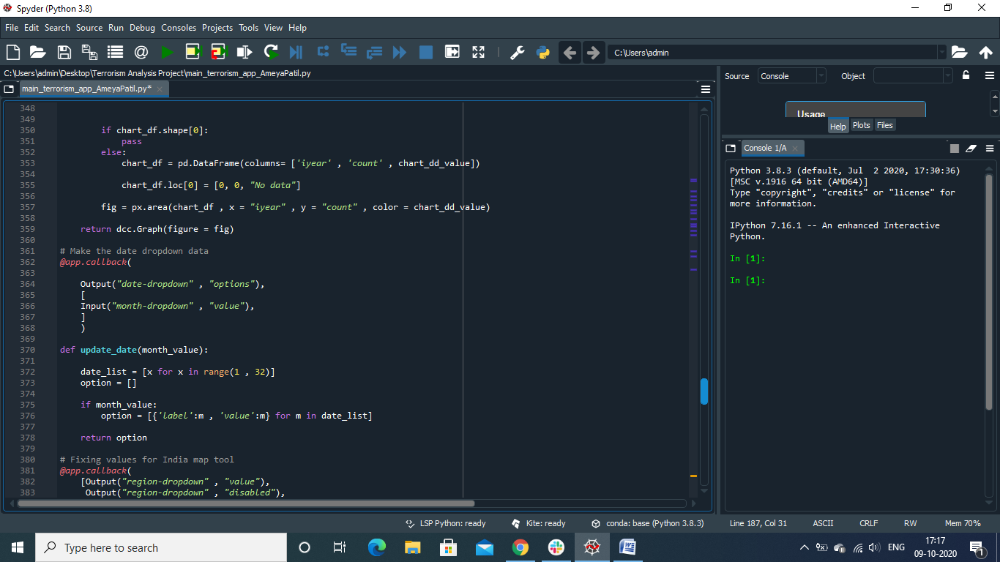 Spyder (Python 3.8)
File Edit Search Source Run Debug Consoles Projects Tools View Help
C:\Users\admin
C:\Users\admin\Desktop\Terrorism Analysis Project\main_terrorism_app_AmeyaPatil.py
main_terrorism_app_AmeyaPatil.py*
348
349
350 if chart_df.shape[0]:
351 pass
352 else:
353 chart_df = pd.DataFrame(columns= ['iyear' , 'count' , chart_dd_value])
354
355 chart_df.loc[0] = [0, 0, "No data"]
356
357 fig = px.area(chart_df , x = "iyear" , y = "count" , color = chart_dd_value)
358
359 return dcc.Graph(figure = fig)
360
361 # Make the date dropdown data
362 @app.callback(
363
364 Output("date-dropdown" , "options"),
365 [
366 Input("month-dropdown" , "value"),
367 ]
368 )
369
370 def update_date(month_value):
371
372 date_list = [x for x in range(1 , 32)]
373 option = []
374
375 if month_value:
376 option = [{'label':m , 'value':m} for m in date_list]
377
378 return option
379
380 # Fixing values for India map tool
381 @app.callback(
382 [Output("region-dropdown" , "value"),
383 Output("region-dropdown" , "disabled"),
Source Console Object
Usage
Help Plots Files
Console 1/A
Python 3.8.3 (default, Jul 2 2020, 17:30:36)
[MSC v.1916 64 bit (AMD64)]
Type "copyright", "credits" or "license" for
more information.
IPython 7.16.1 -- An enhanced Interactive
Python.
In [1]:
In [1]:
LSP Python: ready Kite: ready conda: base (Python 3.8.3) Line 187, Col 31 ASCII CRLF RW Mem 70%
Type here to search
ENG
17:17
09-10-2020
1